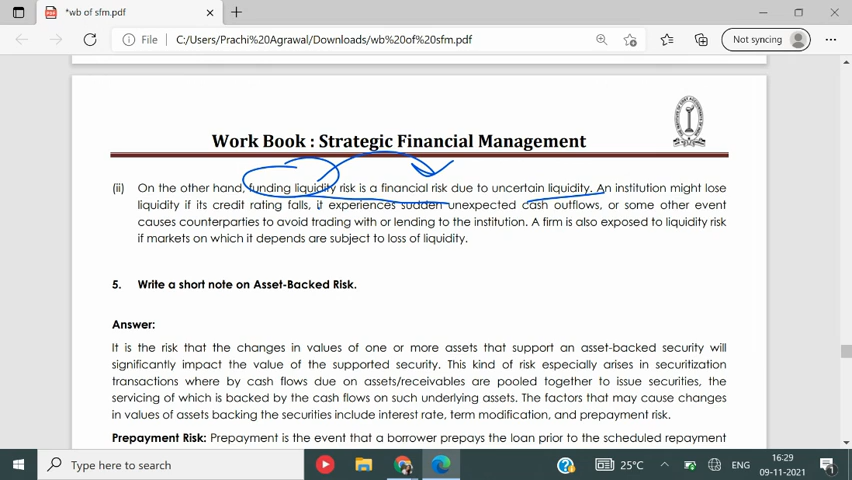 *wb of sfm.pdf
File
C:/Users/Prachi%20Agrawal/Downloads/wb%20of%20sfm.pdf
Not syncing
Work Book : Strategic Financial Management
(ii) On the other hand, funding liquidity risk is a financial risk due to uncertain liquidity. An institution might lose
liquidity if its credit rating falls, it experiences sudden unexpected cash outflows, or some other event
causes counterparties to avoid trading with or lending to the institution. A firm is also exposed to liquidity risk
if markets on which it depends are subject to loss of liquidity.
5. Write a short note on Asset-Backed Risk.
Answer:
It is the risk that the changes in values of one or more assets that support an asset-backed security will
significantly impact the value of the supported security. This kind of risk especially arises in securitization
transactions where by cash flows due on assets/receivables are pooled together to issue securities, the
servicing of which is backed by the cash flows on such underlying assets. The factors that may cause changes
in values of assets backing the securities include interest rate, term modification, and prepayment risk.
Prepayment Risk: Prepayment is the event that a borrower prepays the loan prior to the scheduled repayment
Type here to search
25°C
ENG
16:29
09-11-2021